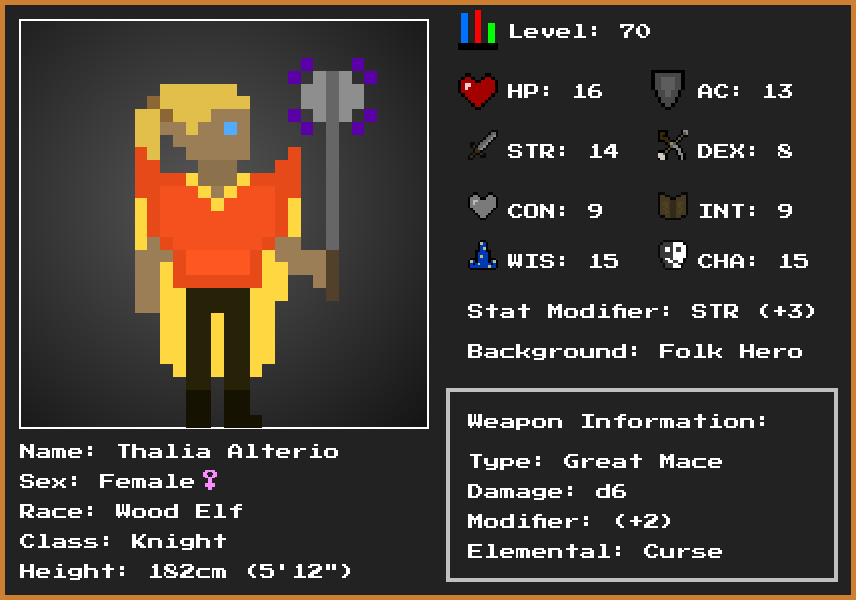 Level: 70
HP: 16
AC: 13
STR: 14
DEX: 8
CON: 9
INT: 9
WIS: 15
CHA: 15
Stat Modifier: STR (+3)
Background: Folk Hero
Weapon Information:
Type: Great Mace
Damage: d6
Modifier: (+2)
Elemental: Curse
Name: Thalia Alterio
Sex: Female♀
Race: Wood Elf
Class: Knight
Height: 182cm (5'12")